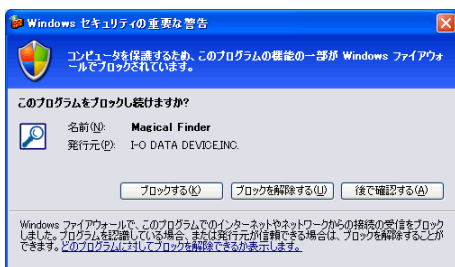 Windows セキュリティの重要な警告
コンピュータを保護するため、このプログラムの機能の一部が Windows ファイアウォ
ールでブロックされています。
このプログラムをブロックし続けますか?
名前(N): Magical Finder
発行元(P): I-O DATA DEVICE,INC.
ブロックする(K) ブロックを解除する(U) 後で確認する(A)
Windows ファイアウォールで、このプログラムでのインターネットやネットワークからの接続の受信をブロック
しました。プログラムを認識している場合、または発行元が信頼できる場合は、ブロックを解除することが
できます。どのプログラムに対してブロックを解除できるか表示します。